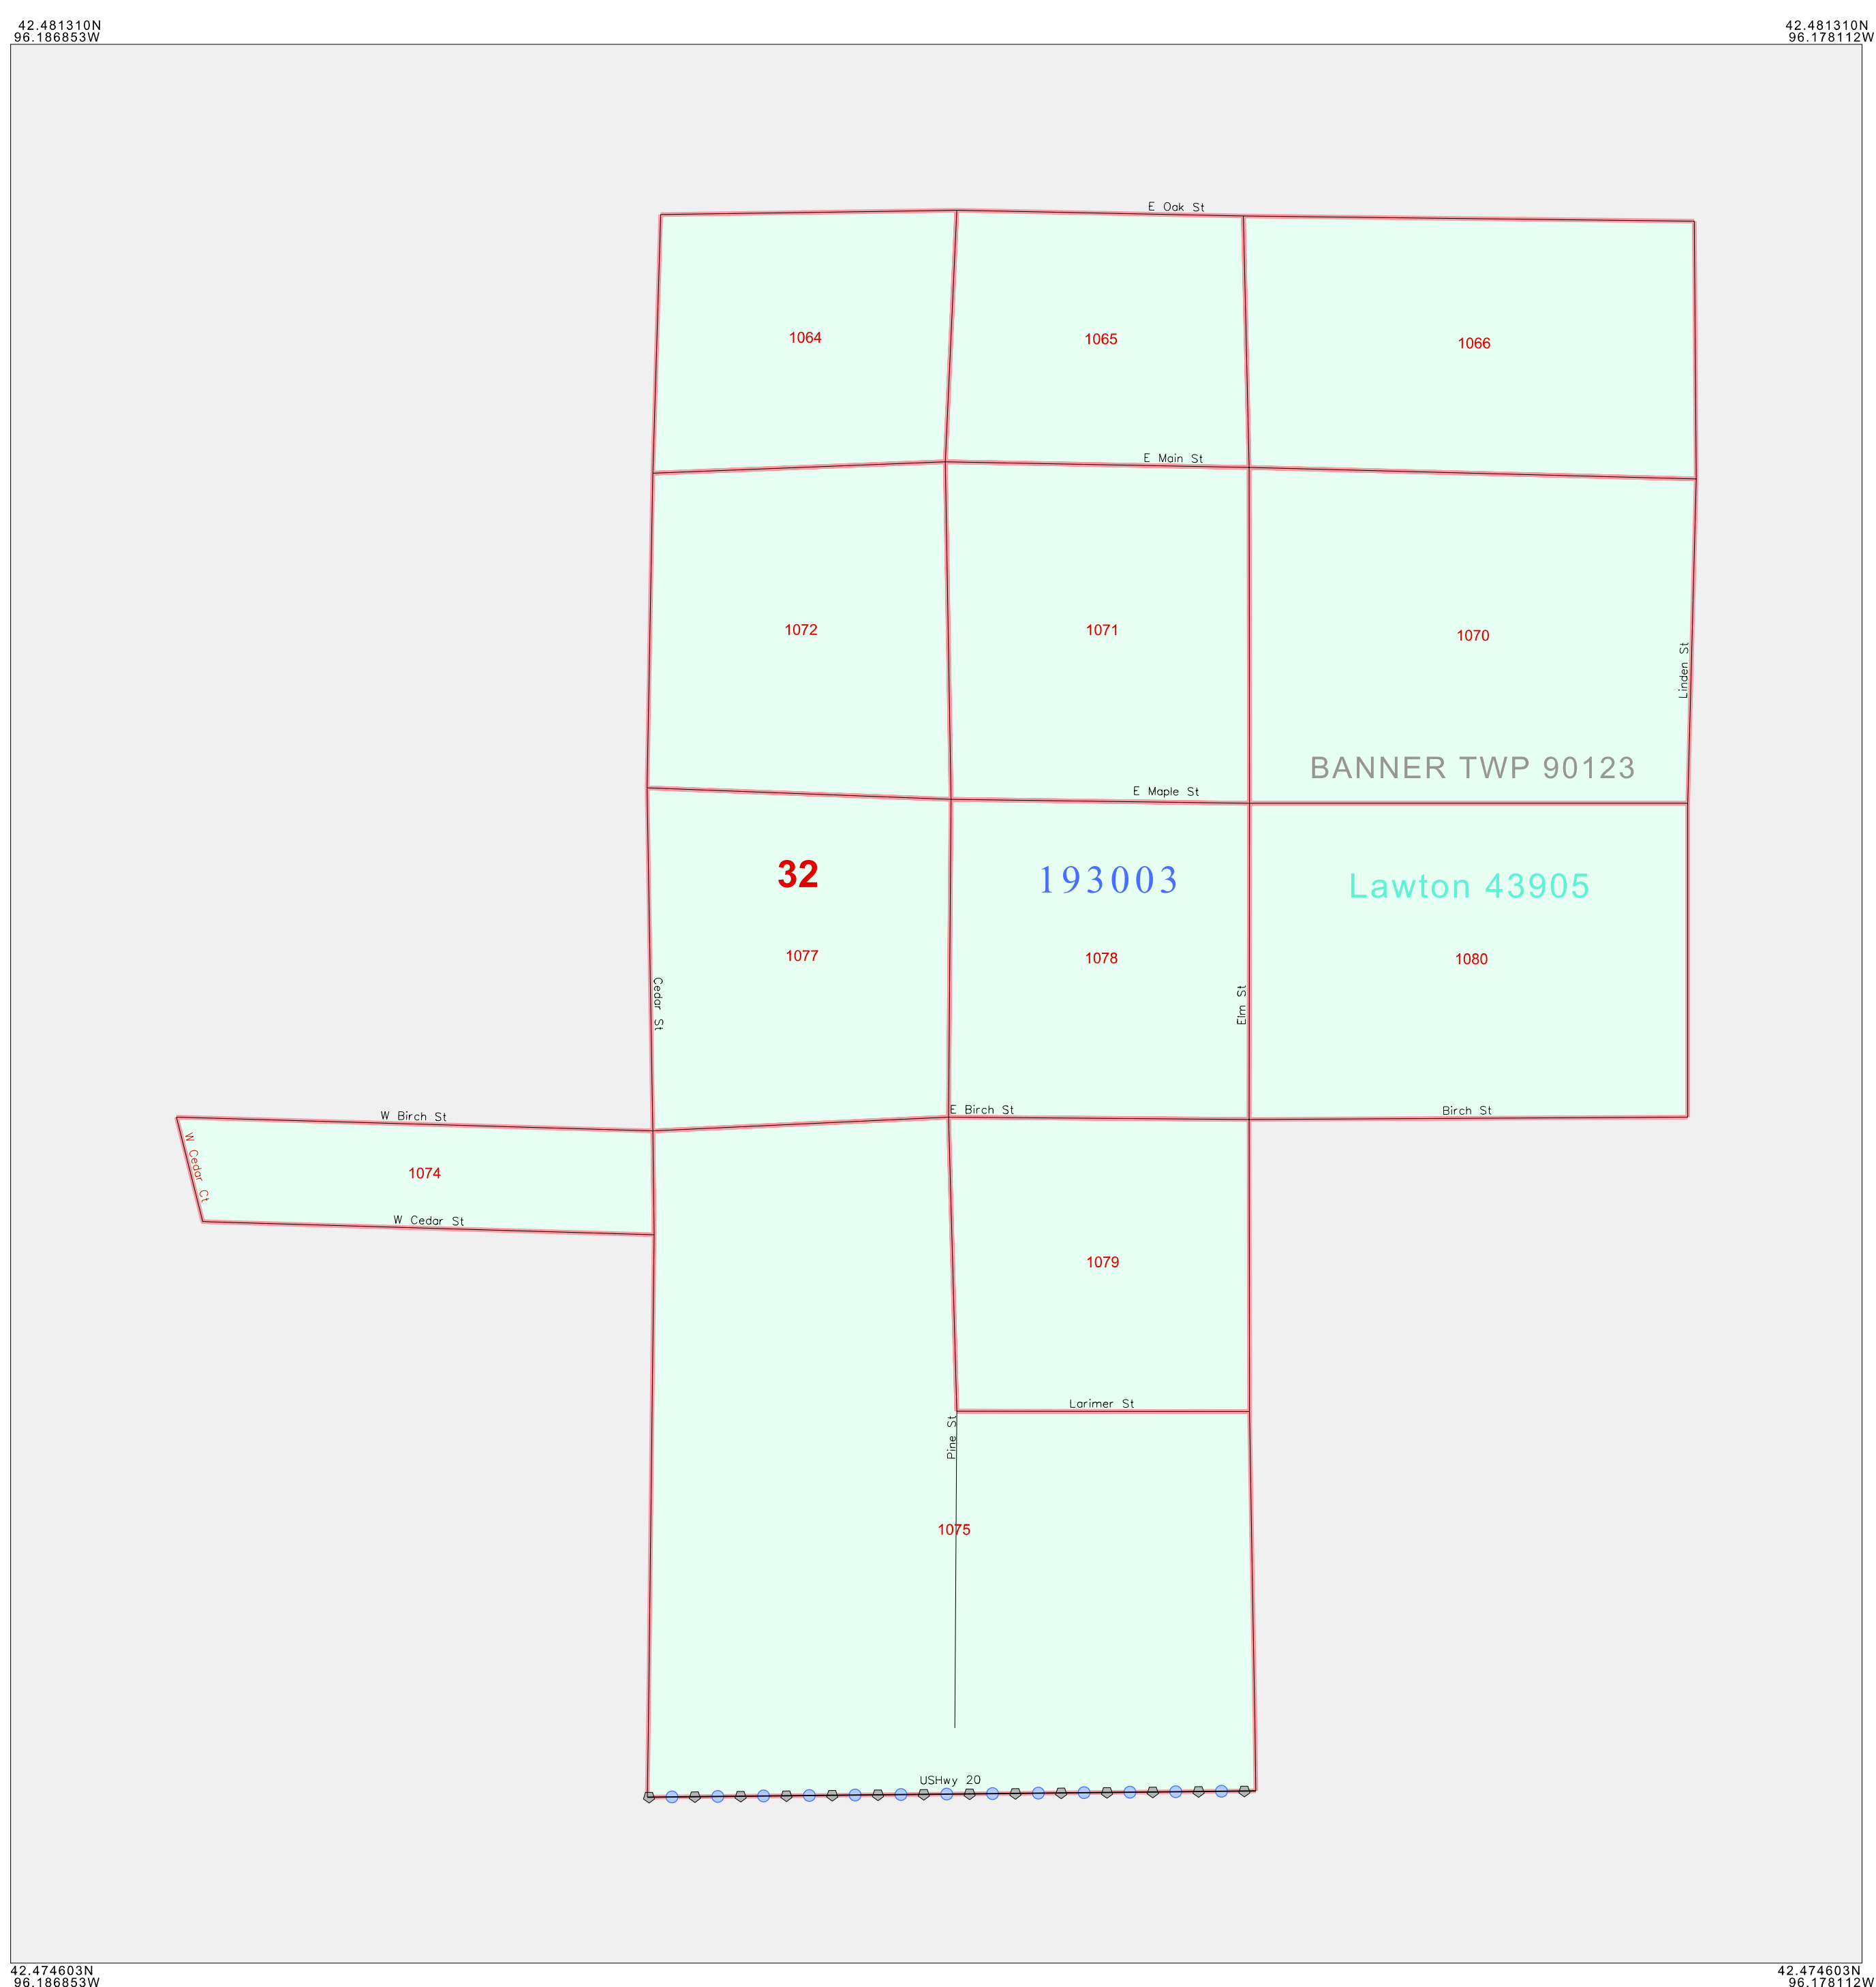 42.481310N
96.186853W
42.481310N
96.178112W
E Oak St
1064
1065
1066
E Main St
1072
1071
1070
Linden St
BANNER TWP 90123
E Maple St
32
193003
Lawton 43905
1077
1078
1080
Cedar St
Elm St
W Birch St
E Birch St
Birch St
W Cedar Ct
1074
W Cedar St
1079
Larimer St
Pine St
1075
USHwy 20
42.474603N
96.186853W
42.474603N
96.178112W